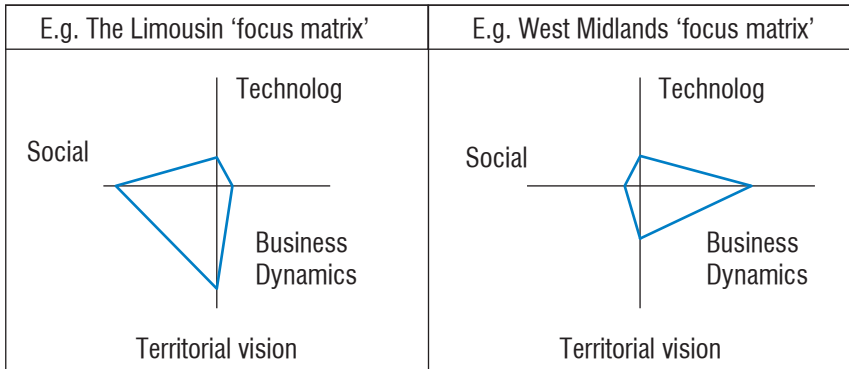 E.g. The Limousin ‘focus matrix’
Technolog
Social
Business
Dynamics
Territorial vision
E.g. West Midlands ‘focus matrix’
Technolog
Social
Business
Dynamics
Territorial vision